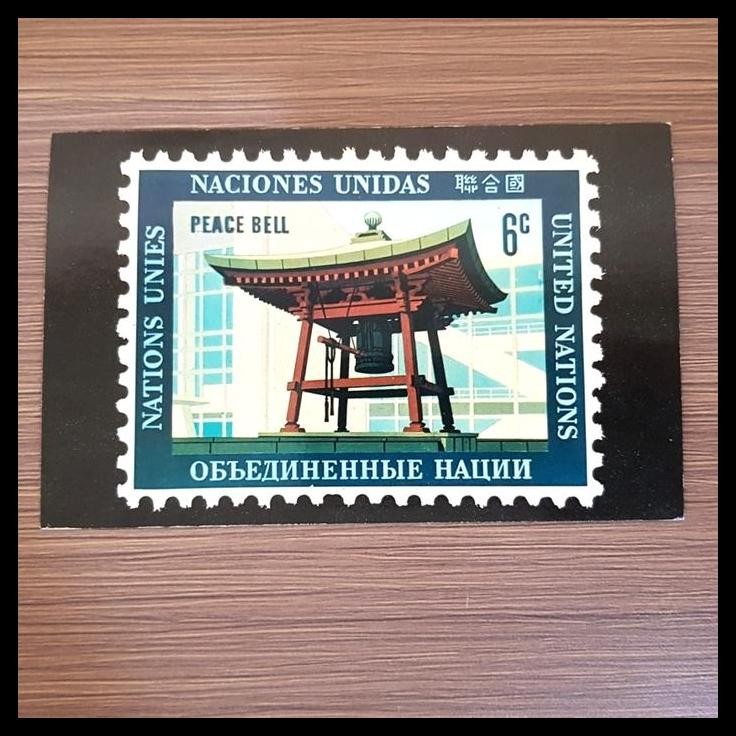 NACIONES UNIDAS 聯合國
PEACE BELL
6c
NATIONS UNIES
UNITED NATIONS
ОБЪЕДИНЕННЫЕ НАЦИИ